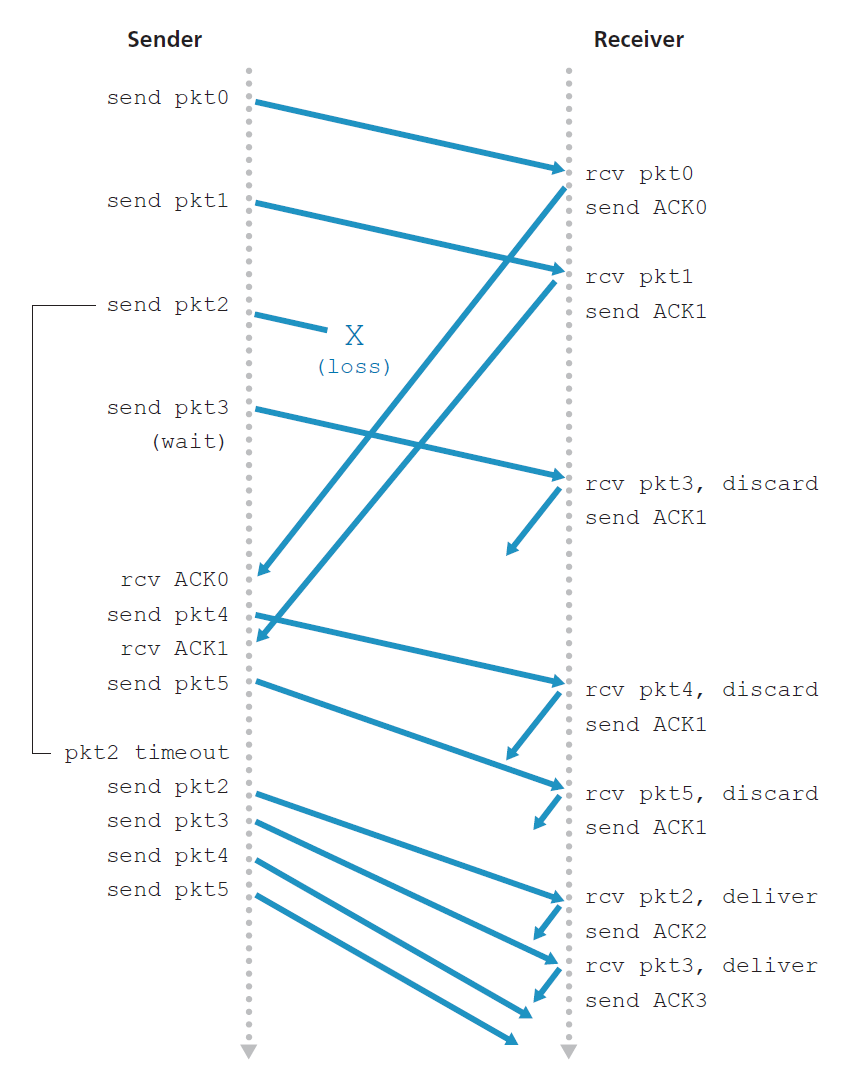 Sender
Receiver
send pkt0
rcv pkt0
send ACK0
send pkt1
rcv pkt1
send ACK1
send pkt2
X
(loss)
send pkt3
(wait)
rcv pkt3, discard
send ACK1
rcv ACK0
send pkt4
rcv ACK1
send pkt5
rcv pkt4, discard
send ACK1
pkt2 timeout
send pkt2
send pkt3
send pkt4
send pkt5
rcv pkt5, discard
send ACK1
rcv pkt2, deliver
send ACK2
rcv pkt3, deliver
send ACK3